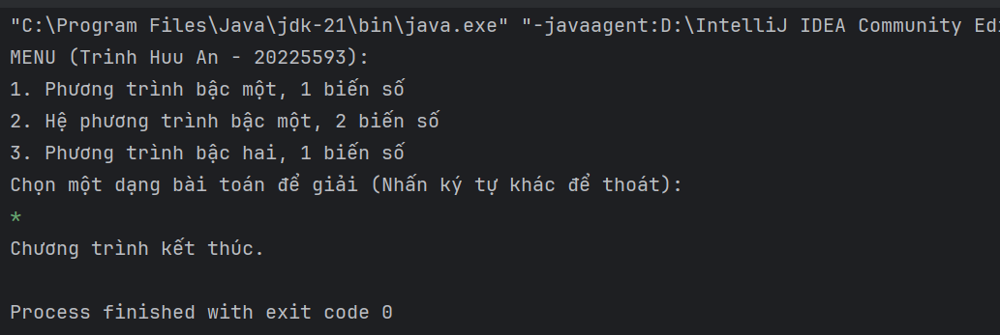 "C:\Program Files\Java\jdk-21\bin\java.exe" "-javaagent:D:\IntelliJ IDEA Community
MENU (Trinh Huu An - 20225593):
1. Phương trình bậc một, 1 biến số
2. Hệ phương trình bậc một, 2 biến số
3. Phương trình bậc hai, 1 biến số
Chọn một dạng bài toán để giải (Nhấn ký tự khác để thoát):
*
Chương trình kết thúc.
Process finished with exit code 0